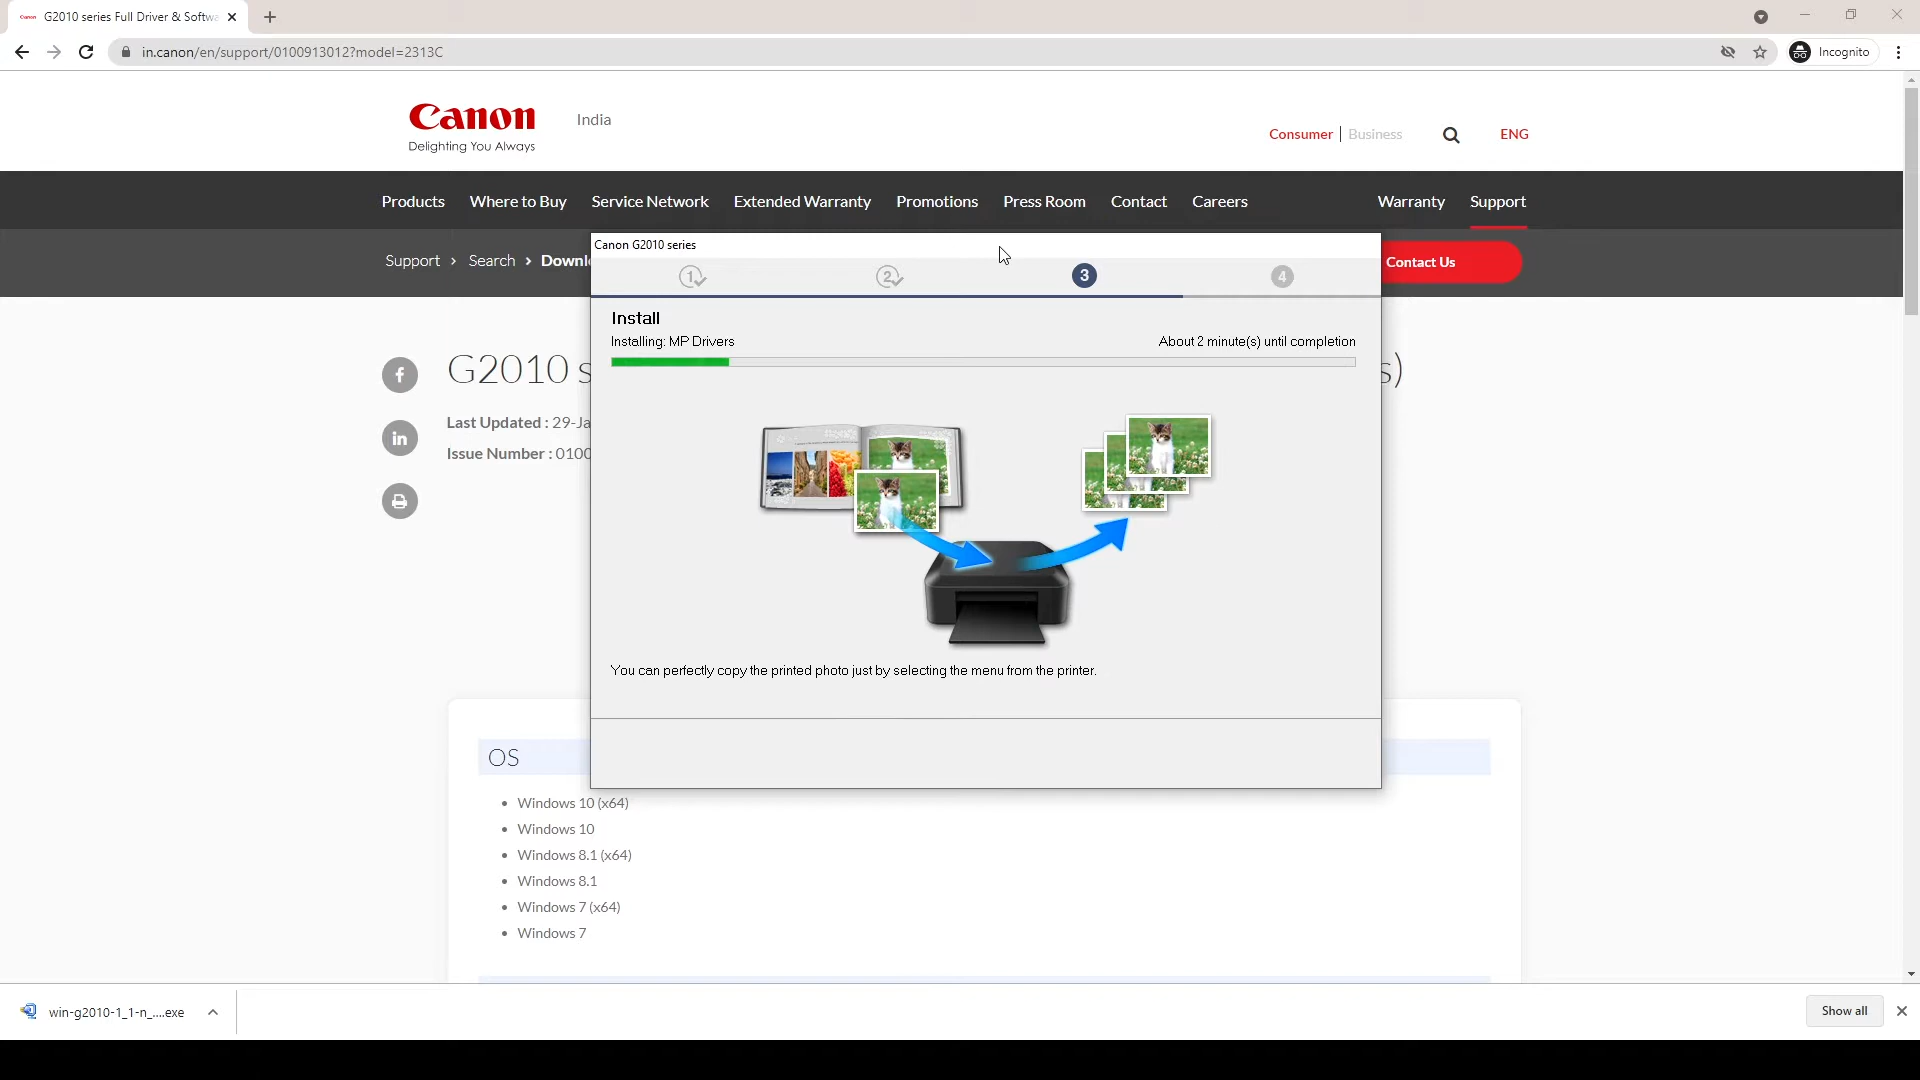 Canon G2010 series Full Driver & Softwa
in.canon/en/support/0100913012?model=2313C
Incognito
Canon
Delighting You Always
India
Consumer | Business
ENG
Products Where to Buy Service Network Extended Warranty Promotions Press Room Contact Careers Warranty Support
Support › Search › Downl
Contact Us
Canon G2010 series
1 2 3 4
Install
Installing: MP Drivers
About 2 minute(s) until completion
G2010 s
s)
Last Updated : 29-Ja
Issue Number : 0100
You can perfectly copy the printed photo just by selecting the menu from the printer.
OS
• Windows 10 (x64)
• Windows 10
• Windows 8.1 (x64)
• Windows 8.1
• Windows 7 (x64)
• Windows 7
win-g2010-1_1-n_....exe
Show all